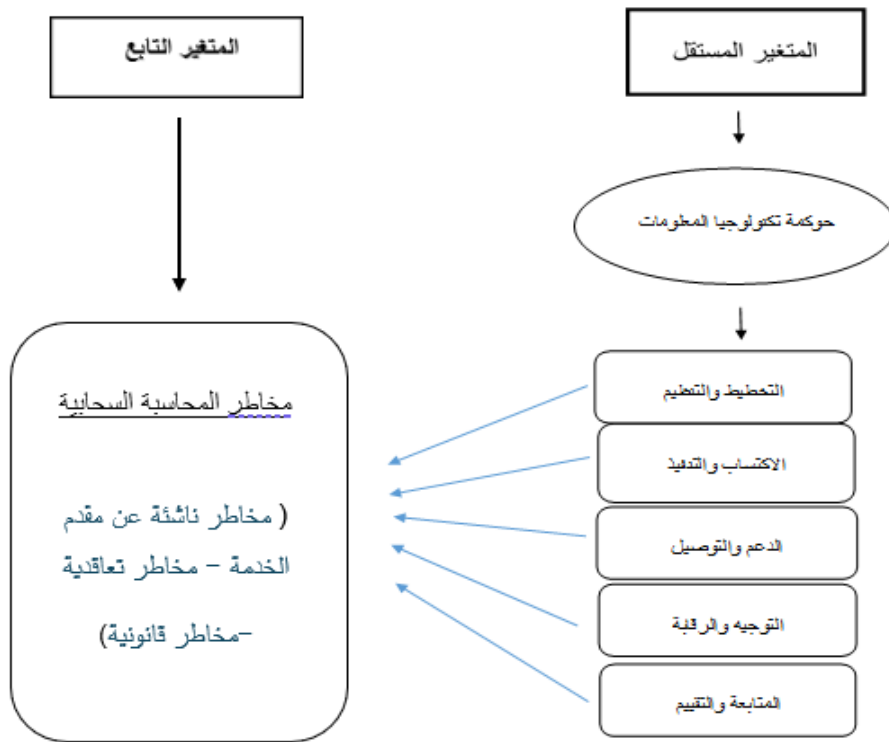 المتغير المستقل
المتغير التابع
حوكمة تكنولوجيا المعلومات
التخطيط والتنظيم
الاكتساب والتنفيذ
الدعم والتوصيل
التوجيه والرقابة
المتابعة والتقييم
مخاطر المحاسبة السحابية
( مخاطر ناشئة عن مقدم
الخدمة – مخاطر تعاقدية
–مخاطر قانونية)